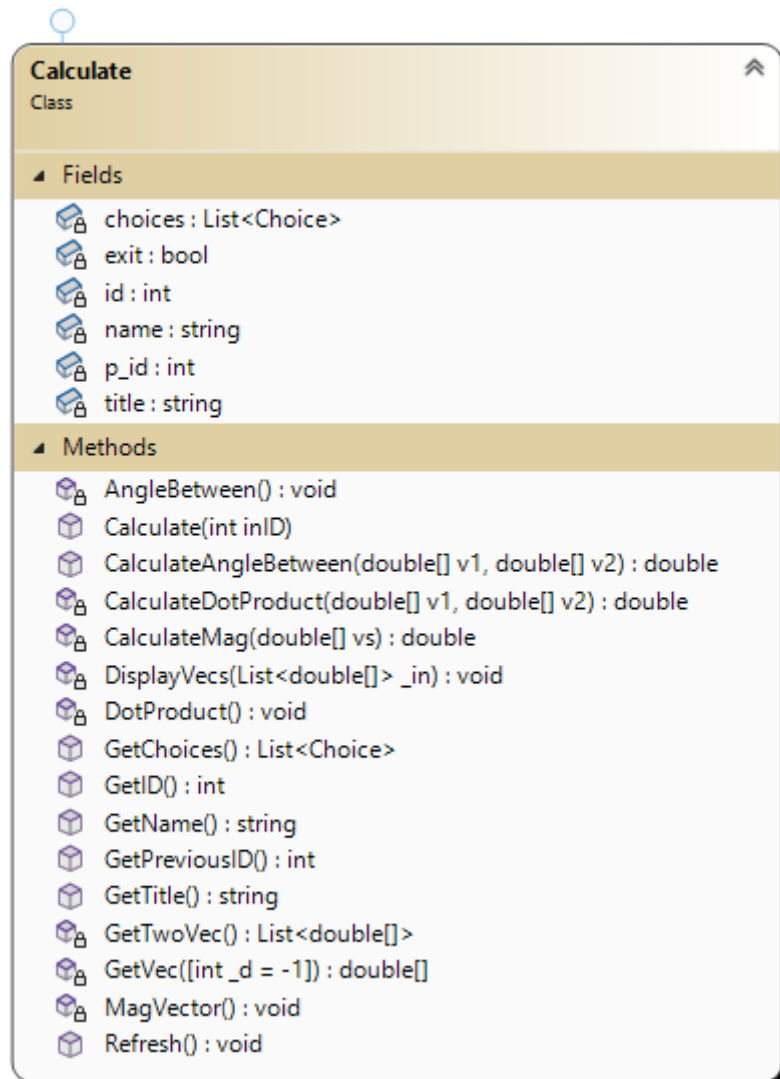 Calculate
Class
Fields
choices : List<Choice>
exit : bool
id : int
name : string
p_id : int
title : string
Methods
AngleBetween() : void
Calculate(int inID)
CalculateAngleBetween(double[] v1, double[] v2) : double
CalculateDotProduct(double[] v1, double[] v2) : double
CalculateMag(double[] vs) : double
DisplayVecs(List<double[]> _in) : void
DotProduct() : void
GetChoices() : List<Choice>
GetID() : int
GetName() : string
GetPreviousID() : int
GetTitle() : string
GetTwoVec() : List<double[]>
GetVec([int _d = -1]) : double[]
MagVector() : void
Refresh() : void